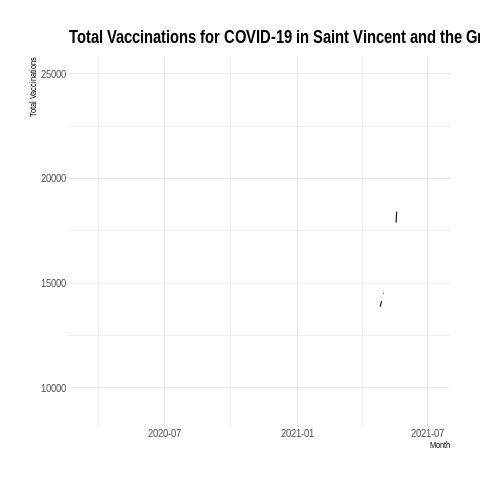 Total Vaccinations for COVID-19 in Saint Vincent and the Gr
Total Vaccinations
25000
20000
15000
10000
2020-07
2021-01
2021-07
Month